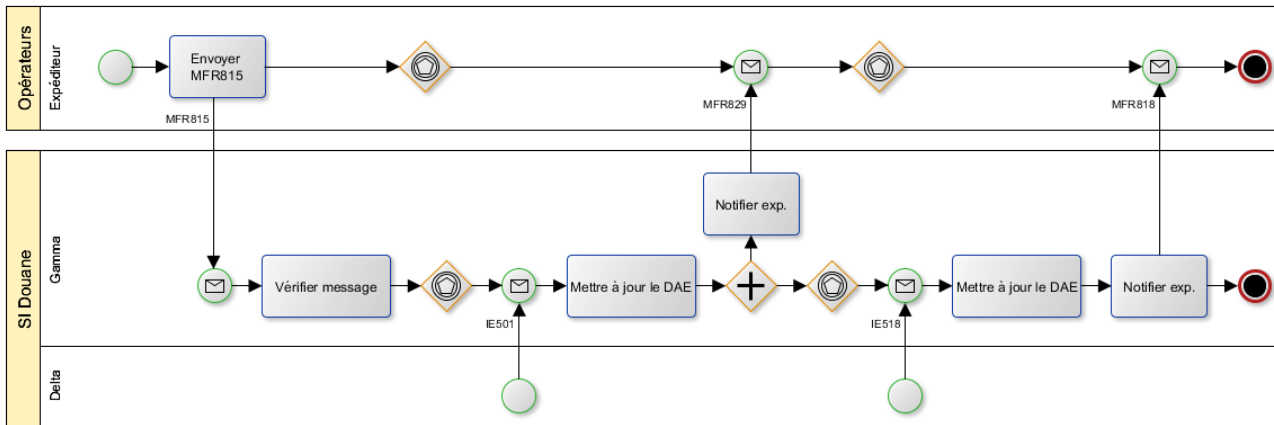 Opérateurs
Expéditeur
Envoyer
MFR815
MFR815
MFR829
MFR818
SI Douane
Gamma
Vérifier message
IE501
Mettre à jour le DAE
Notifier exp.
IE518
Mettre à jour le DAE
Notifier exp.
Delta